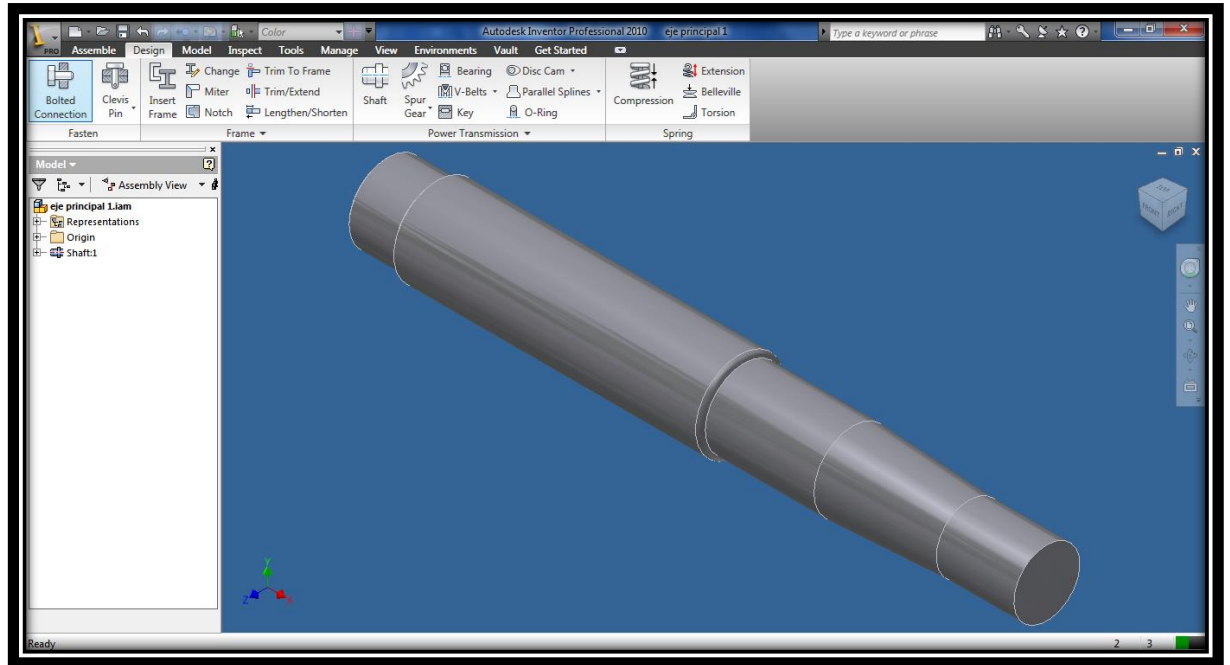 Color Autodesk Inventor Professional 2010 eje principal 1 Type a keyword or phrase
PRO Assemble Design Model Inspect Tools Manage View Environments Vault Get Started
Bolted Connection
Clevis Pin
Fasten
Insert Frame
Change
Miter
Notch
Trim To Frame
Trim/Extend
Lengthen/Shorten
Frame
Shaft
Spur Gear
Bearing
V-Belts
Key
Disc Cam
Parallel Splines
O-Ring
Power Transmission
Compression
Extension
Belleville
Torsion
Spring
Model
Assembly View
eje principal 1.iam
Representations
Origin
Shaft:1
TOP
FRONT
RIGHT
Y
Z
X
Ready 2 3